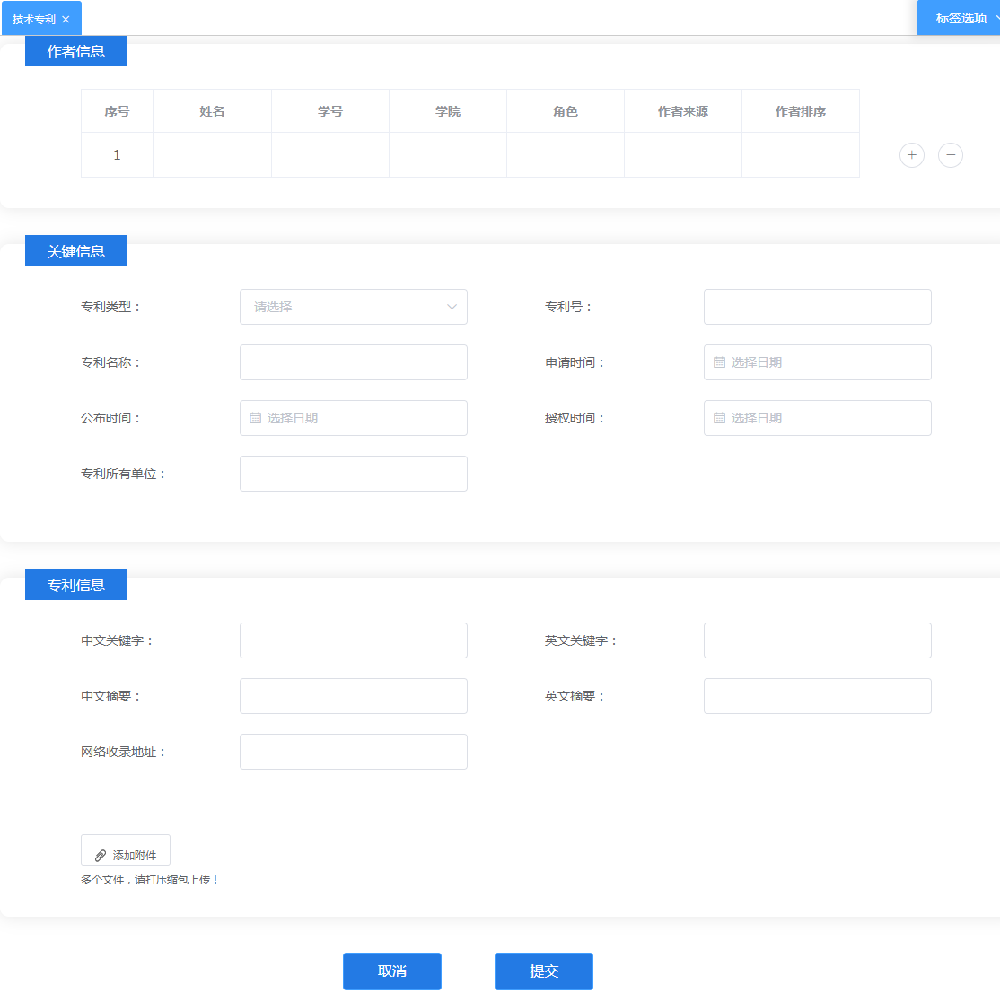 技术专利 × 标签选项
作者信息
序号 姓名 学号 学院 角色 作者来源 作者排序
1
关键信息
专利类型： 请选择 专利号：
专利名称： 申请时间： 选择日期
公布时间： 选择日期 授权时间： 选择日期
专利所有单位：
专利信息
中文关键字： 英文关键字：
中文摘要： 英文摘要：
网络收录地址：
添加附件
多个文件，请打压缩包上传！
取消 提交